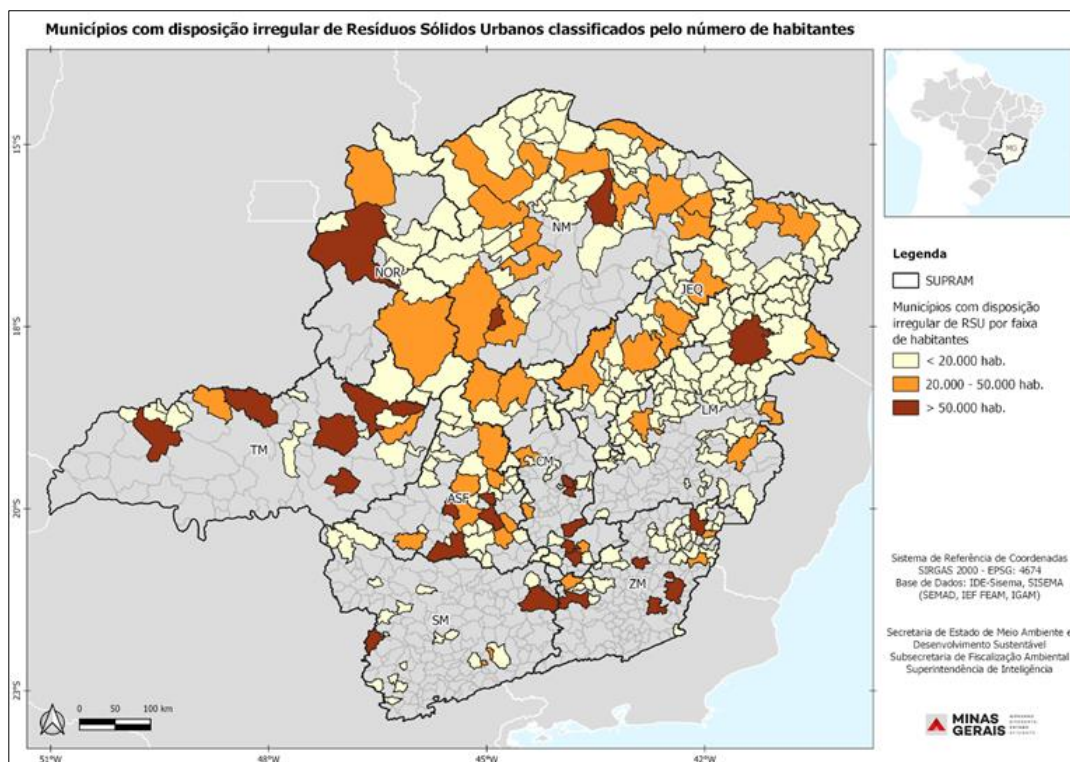 Municípios com disposição irregular de Resíduos Sólidos Urbanos classificados pelo número de habitantes
15°S
18°S
20°S
23°S
51°W
48°W
45°W
42°W
NM
NOR
JEQ
LM
TM
CM
ASF
ZM
SM
0 50 100 km
MG
Legenda
SUPRAM
Municípios com disposição
irregular de RSU por faixa
de habitantes
< 20.000 hab.
20.000 - 50.000 hab.
> 50.000 hab.
Sistema de Referência de Coordenadas
SIRGAS 2000 - EPSG: 4674
Base de Dados: IDE-Sisema, SISEMA
(SEMAD, IEF FEAM, IGAM)
Secretaria de Estado de Meio Ambiente e
Desenvolvimento Sustentável
Subsecretaria de Fiscalização Ambiental
Superintendência de Inteligência
MINAS
GERAIS